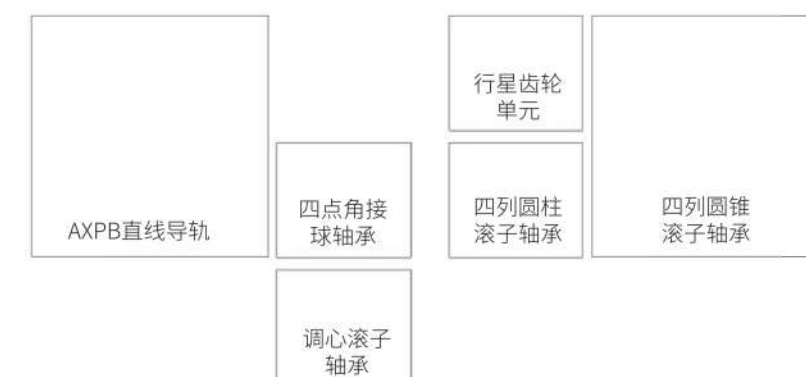 行星齿轮
单元
AXPB直线导轨
四点角接
球轴承
四列圆柱
滚子轴承
四列圆锥
滚子轴承
调心滚子
轴承